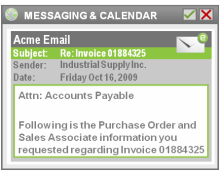 MESSAGING & CALENDAR
Acme Email
Subject: Re: Invoice 01884325
Sender: Industrial Supply Inc.
Date: Friday Oct 16, 2009
Attn: Accounts Payable
Following is the Purchase Order and
Sales Associate information you
requested regarding Invoice 01884325